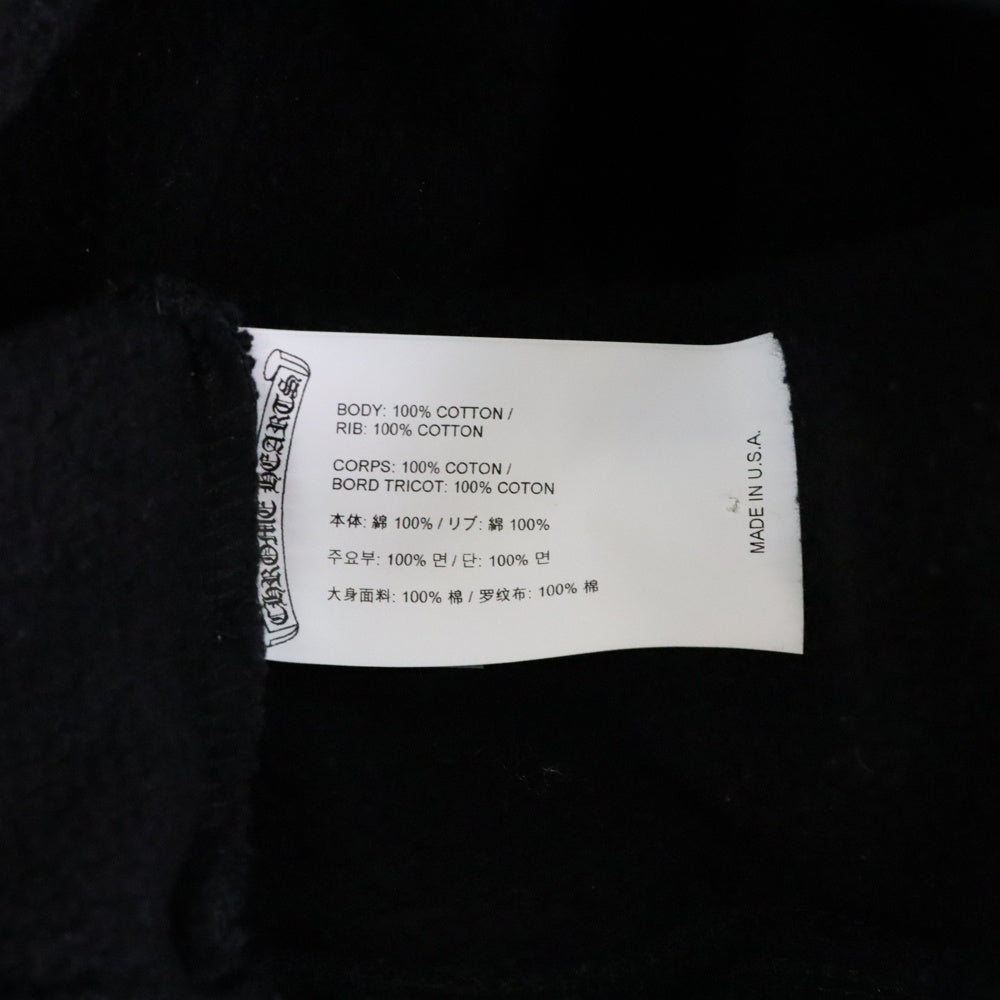 CHROME HEARTS
BODY: 100% COTTON /
RIB: 100% COTTON
CORPS: 100% COTON /
BORD TRICOT: 100% COTON
本体: 綿 100% / リブ: 綿 100%
주요부: 100% 면 / 단: 100% 면
大身面料: 100% 棉 / 罗纹布: 100% 棉
MADE IN U.S.A.